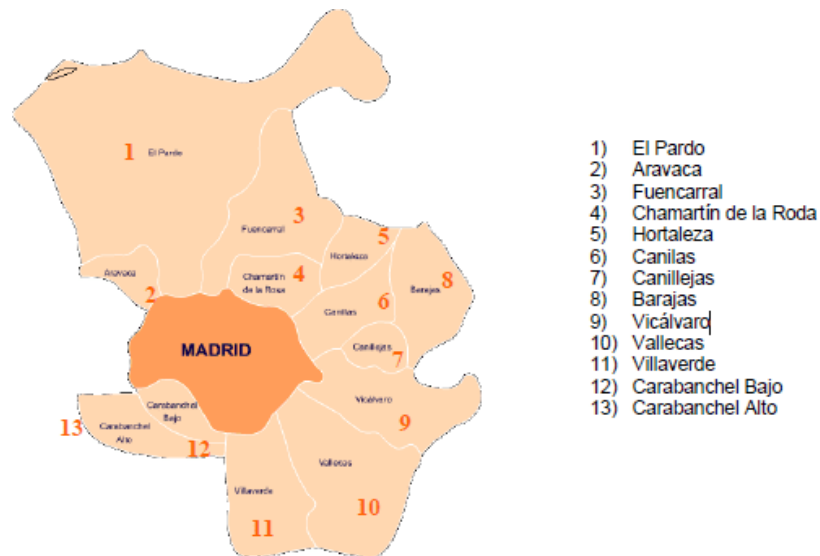 1 El Pardo
3
Fuencarral
5
Hortaleza
Aravaca
2
Chamartín
de la Rosa
4
Barajas
8
6
Canillas
MADRID
Canillejas
7
Vicálvaro
9
Carabanchel
Bajo
13
Carabanchel
Alto
12
Vallecas
Villaverde
10
11
1) El Pardo
2) Aravaca
3) Fuencarral
4) Chamartín de la Roda
5) Hortaleza
6) Canilas
7) Canillejas
8) Barajas
9) Vicálvaro
10) Vallecas
11) Villaverde
12) Carabanchel Bajo
13) Carabanchel Alto